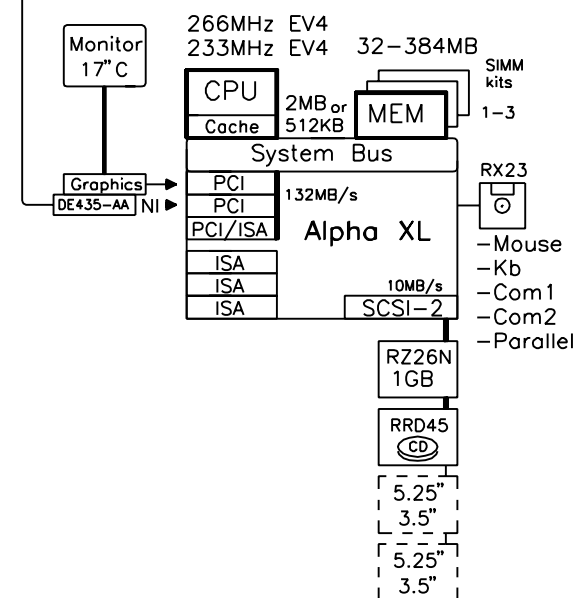 266MHz EV4
233MHz EV4
32-384MB
Monitor
17"C
SIMM
kits
1-3
CPU
Cache
2MB or
512KB
MEM
System Bus
Graphics
DE435-AA NI
PCI
PCI
PCI/ISA
132MB/s
Alpha XL
RX23
-Mouse
-Kb
-Com1
-Com2
-Parallel
ISA
ISA
ISA
10MB/s
SCSI-2
RZ26N
1GB
RRD45
CD
5.25"
3.5"
5.25"
3.5"